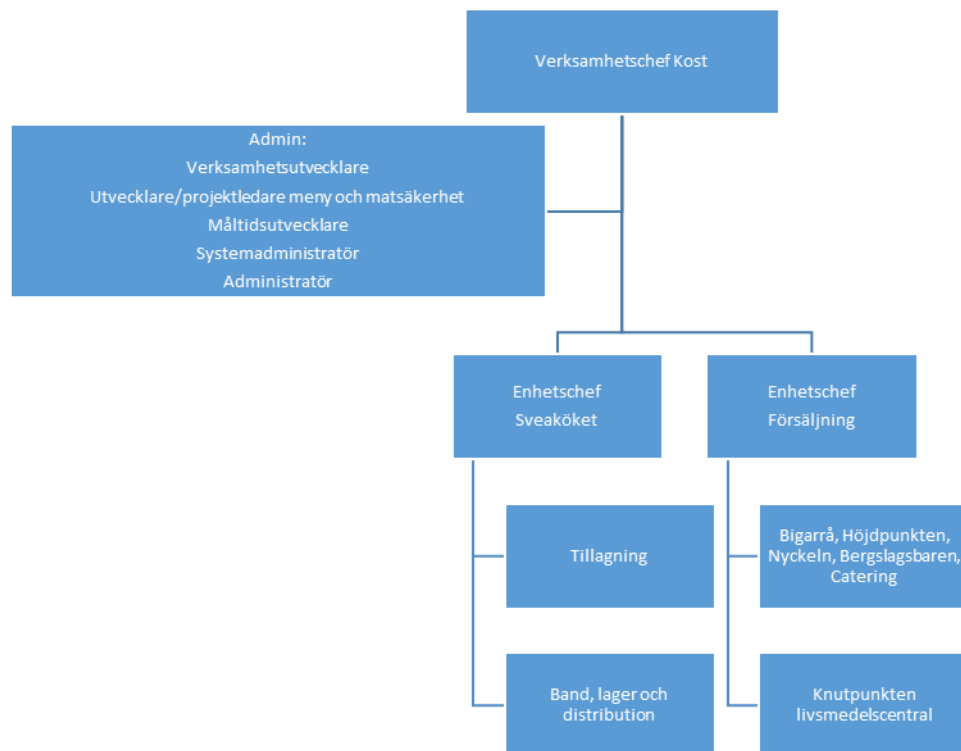 Verksamhetschef Kost
Admin:
Verksamhetsutvecklare
Utvecklare/projektledare meny och matsäkerhet
Måltidsutvecklare
Systemadministratör
Administratör
Enhetschef
Sveaköket
Enhetschef
Försäljning
Tillagning
Bigarrå, Höjdpunkten,
Nyckeln, Bergslagsbaren,
Catering
Band, lager och
distribution
Knutpunkten
livsmedelscentral